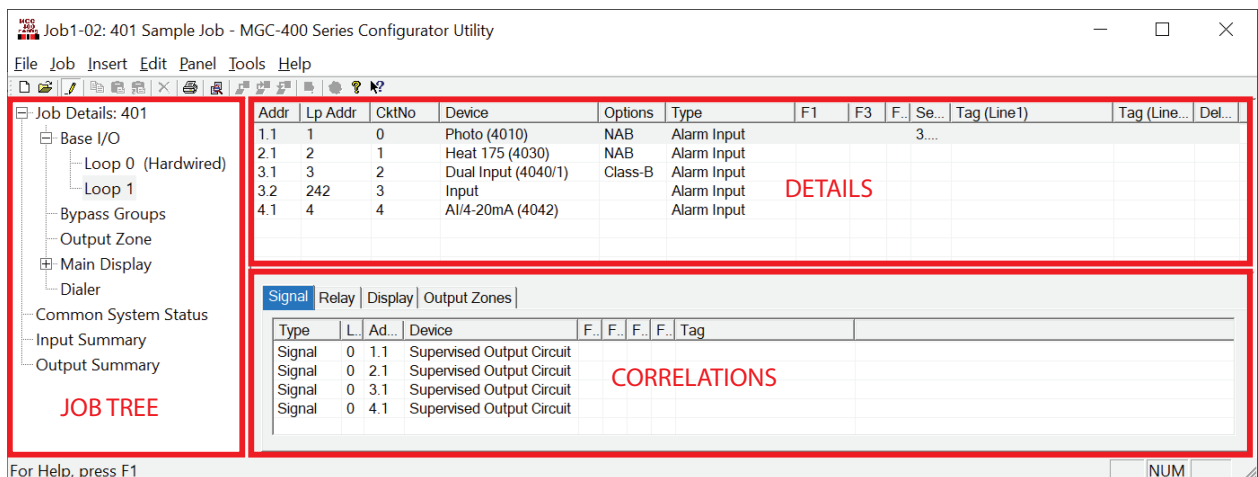 Job1-02: 401 Sample Job - MGC-400 Series Configurator Utility
File Job Insert Edit Panel Tools Help
Job Details: 401
Base I/O
Loop 0 (Hardwired)
Loop 1
Bypass Groups
Output Zone
Main Display
Dialer
Common System Status
Input Summary
Output Summary
JOB TREE
Addr Lp Addr CktNo Device Options Type F1 F3 F.. Se... Tag (Line1) Tag (Line... Del...
1.1 1 0 Photo (4010) NAB Alarm Input 3....
2.1 2 1 Heat 175 (4030) NAB Alarm Input
3.1 3 2 Dual Input (4040/1) Class-B Alarm Input
3.2 242 3 Input Alarm Input
4.1 4 4 AI/4-20mA (4042) Alarm Input
DETAILS
Signal Relay Display Output Zones
Type L.. Ad... Device F.. F.. F.. F.. Tag
Signal 0 1.1 Supervised Output Circuit
Signal 0 2.1 Supervised Output Circuit
Signal 0 3.1 Supervised Output Circuit
Signal 0 4.1 Supervised Output Circuit
CORRELATIONS
For Help, press F1
NUM